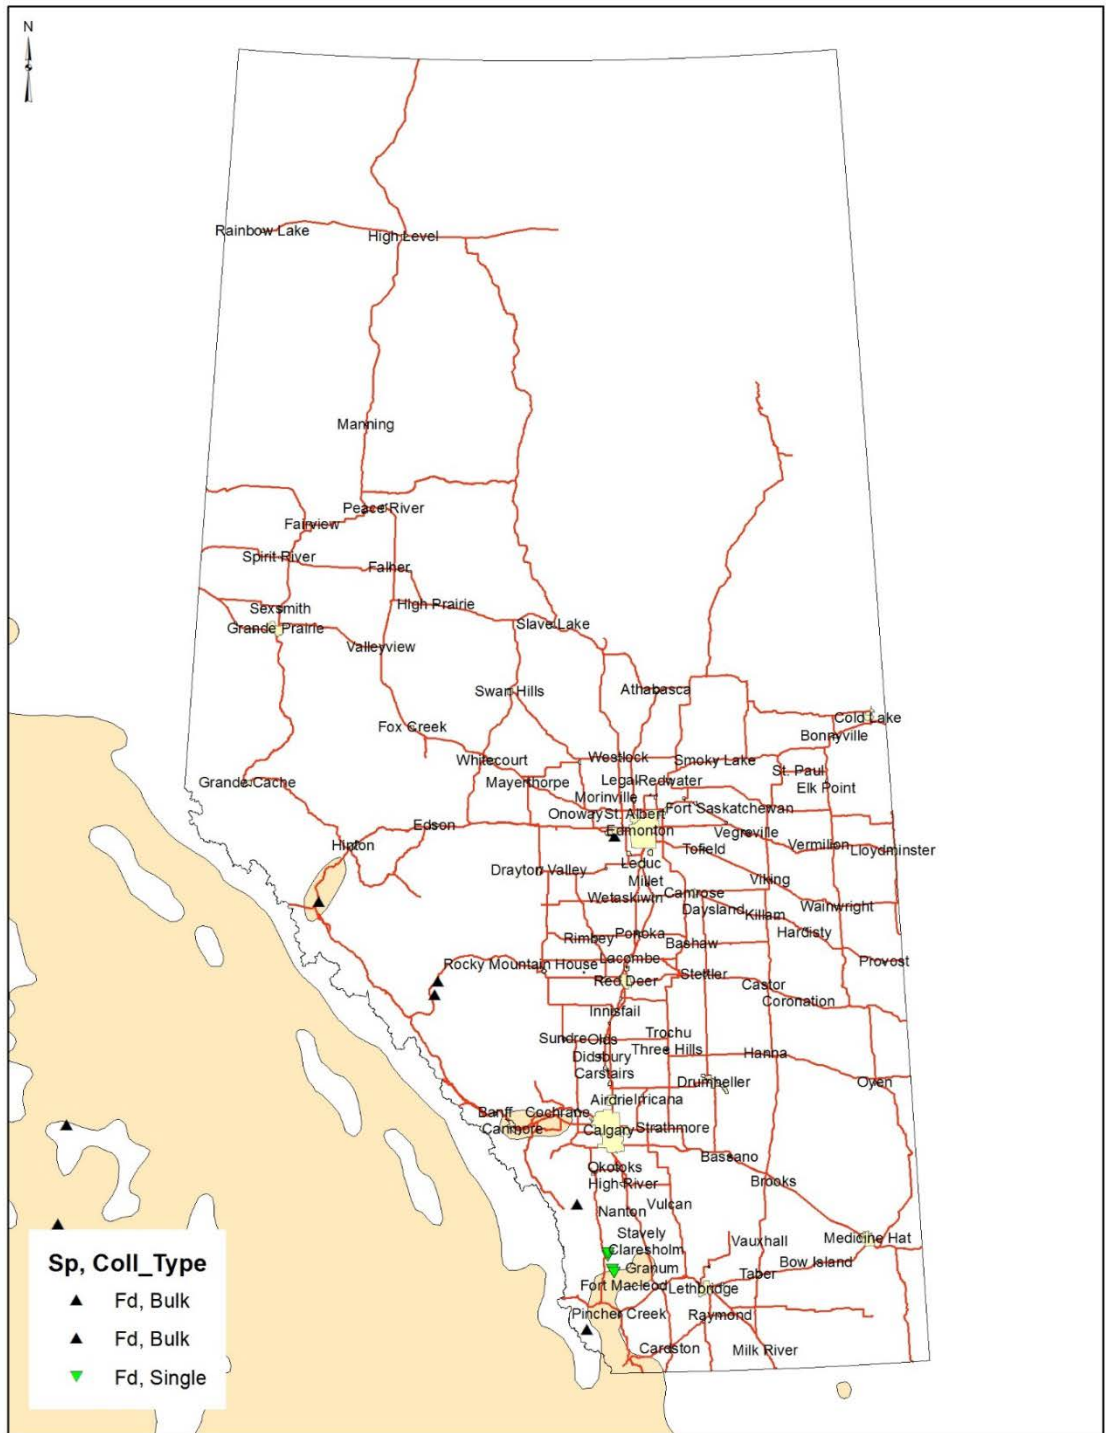 N
Rainbow Lake
High Level
Manning
Peace River
Fairview
Spirit River
Falher
High Prairie
Sexsmith
Grande Prairie
Slave Lake
Valleyview
Swan Hills
Athabasca
Cold Lake
Fox Creek
Bonnyville
Whitecourt
Westlock
Smoky Lake
St. Paul
Grande Cache
Mayerthorpe
Legal
Redwater
Elk Point
Morinville
Fort Saskatchewan
Onoway
St. Albert
Edson
Edmonton
Vegreville
Hinton
Tofield
Vermilion
Lloydminster
Leduc
Drayton Valley
Millet
Viking
Wetaskiwin
Camrose
Daysland
Killam
Wainwright
Hardisty
Rimbey
Ponoka
Bashaw
Rocky Mountain House
Lacombe
Provost
Red Deer
Stettler
Castor
Coronation
Innisfail
Sundre
Olds
Trochu
Three Hills
Hanna
Didsbury
Carstairs
Drumheller
Oyen
Airdrie
Irricana
Banff
Cochrane
Canmore
Calgary
Strathmore
Bassano
Okotoks
High River
Brooks
Nanton
Vulcan
Stavely
Vauxhall
Medicine Hat
Claresholm
Bow Island
Granum
Taber
Fort Macleod
Lethbridge
Pincher Creek
Raymond
Cardston
Milk River
Sp, Coll_Type
Fd, Bulk
Fd, Bulk
Fd, Single